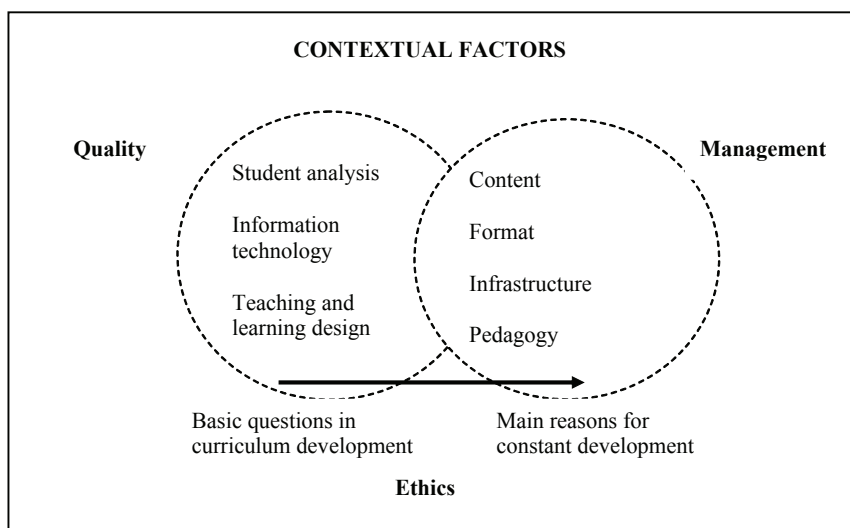 CONTEXTUAL FACTORS
Quality
Management
Student analysis
Information
technology
Teaching and
learning design
Content
Format
Infrastructure
Pedagogy
Basic questions in
curriculum development
Main reasons for
constant development
Ethics